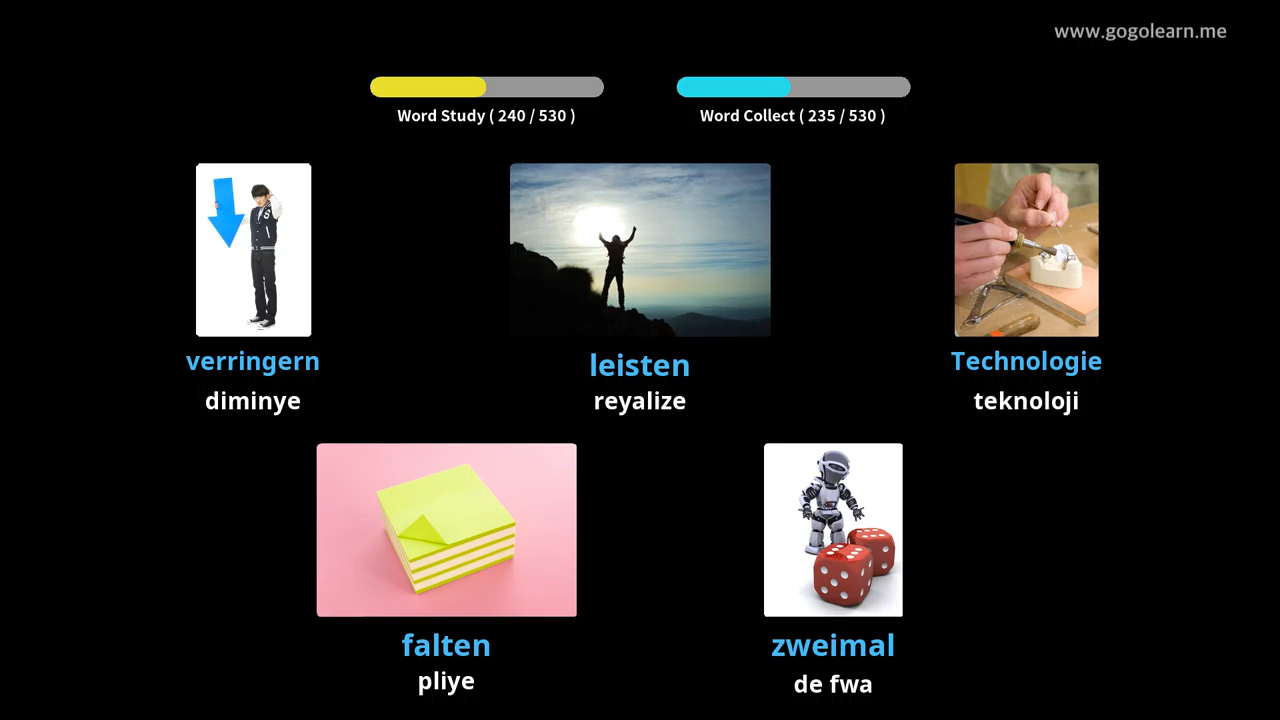 www.gogolearn.me
Word Study ( 240 / 530 )
Word Collect ( 235 / 530 )
S
verringern
diminye
leisten
reyalize
Technologie
teknoloji
falten
pliye
zweimal
de fwa